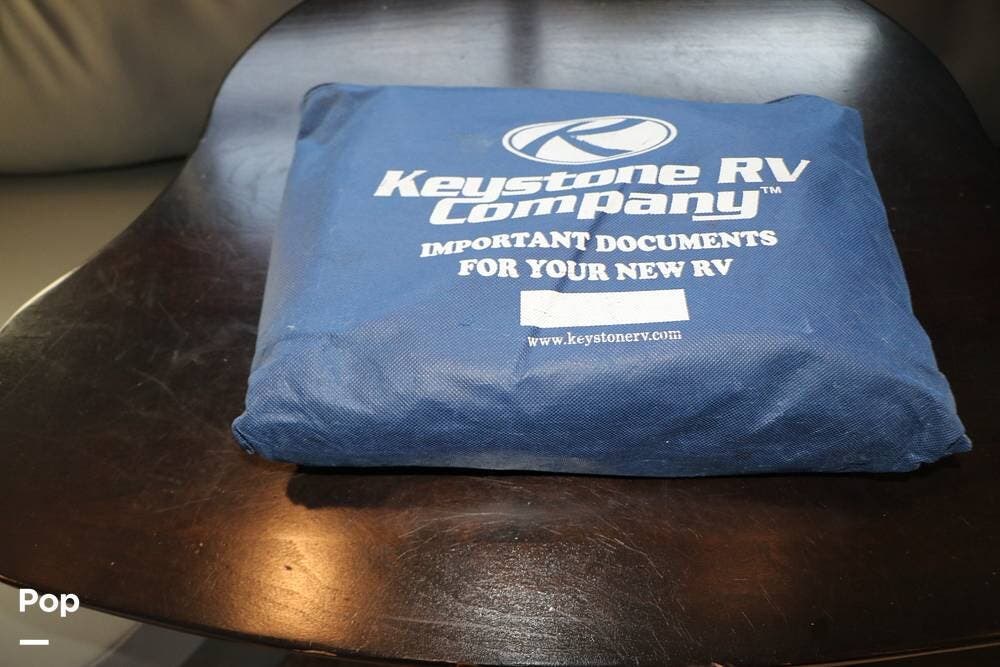 Keystone RV
Company™
IMPORTANT DOCUMENTS
FOR YOUR NEW RV
www.keystonerv.com
Pop